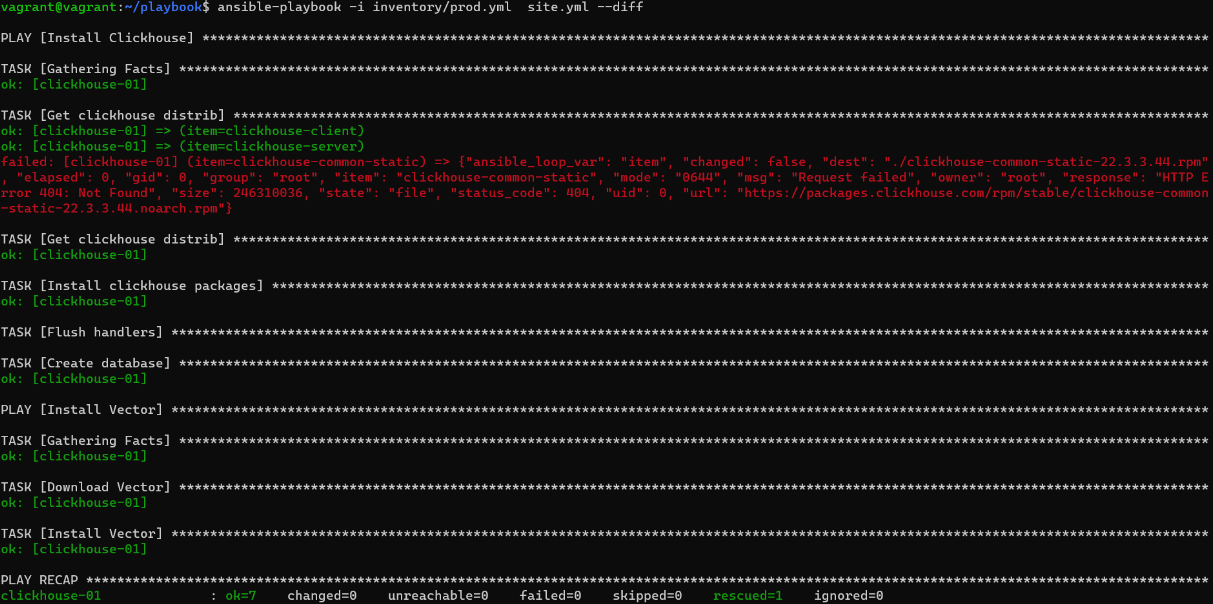 vagrant@vagrant:~/playbook$ ansible-playbook -i inventory/prod.yml  site.yml --diff
PLAY [Install Clickhouse] *********************************************************************************************************************************
TASK [Gathering Facts] ************************************************************************************************************************************
ok: [clickhouse-01]
TASK [Get clickhouse distrib] *****************************************************************************************************************************
ok: [clickhouse-01] => (item=clickhouse-client)
ok: [clickhouse-01] => (item=clickhouse-server)
failed: [clickhouse-01] (item=clickhouse-common-static) => {"ansible_loop_var": "item", "changed": false, "dest": "./clickhouse-common-static-22.3.3.44.rpm"
, "elapsed": 0, "gid": 0, "group": "root", "item": "clickhouse-common-static", "mode": "0644", "msg": "Request failed", "owner": "root", "response": "HTTP E
rror 404: Not Found", "size": 246310036, "state": "file", "status_code": 404, "uid": 0, "url": "https://packages.clickhouse.com/rpm/stable/clickhouse-common
-static-22.3.3.44.noarch.rpm"}
TASK [Get clickhouse distrib] *****************************************************************************************************************************
ok: [clickhouse-01]
TASK [Install clickhouse packages] ************************************************************************************************************************
ok: [clickhouse-01]
TASK [Flush handlers] *************************************************************************************************************************************
TASK [Create database] ************************************************************************************************************************************
ok: [clickhouse-01]
PLAY [Install Vector] *************************************************************************************************************************************
TASK [Gathering Facts] ************************************************************************************************************************************
ok: [clickhouse-01]
TASK [Download Vector] ************************************************************************************************************************************
ok: [clickhouse-01]
TASK [Install Vector] *************************************************************************************************************************************
ok: [clickhouse-01]
PLAY RECAP ************************************************************************************************************************************************
clickhouse-01              : ok=7    changed=0    unreachable=0    failed=0    skipped=0    rescued=1    ignored=0